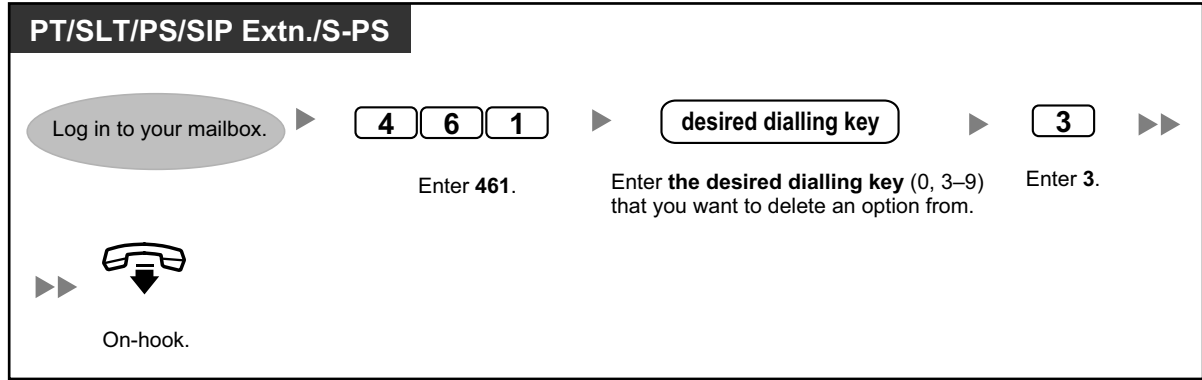 PT/SLT/PS/SIP Extn./S-PS
Log in to your mailbox.
4 6 1
desired dialling key
3
Enter 461.
Enter the desired dialling key (0, 3–9)
that you want to delete an option from.
Enter 3.
On-hook.